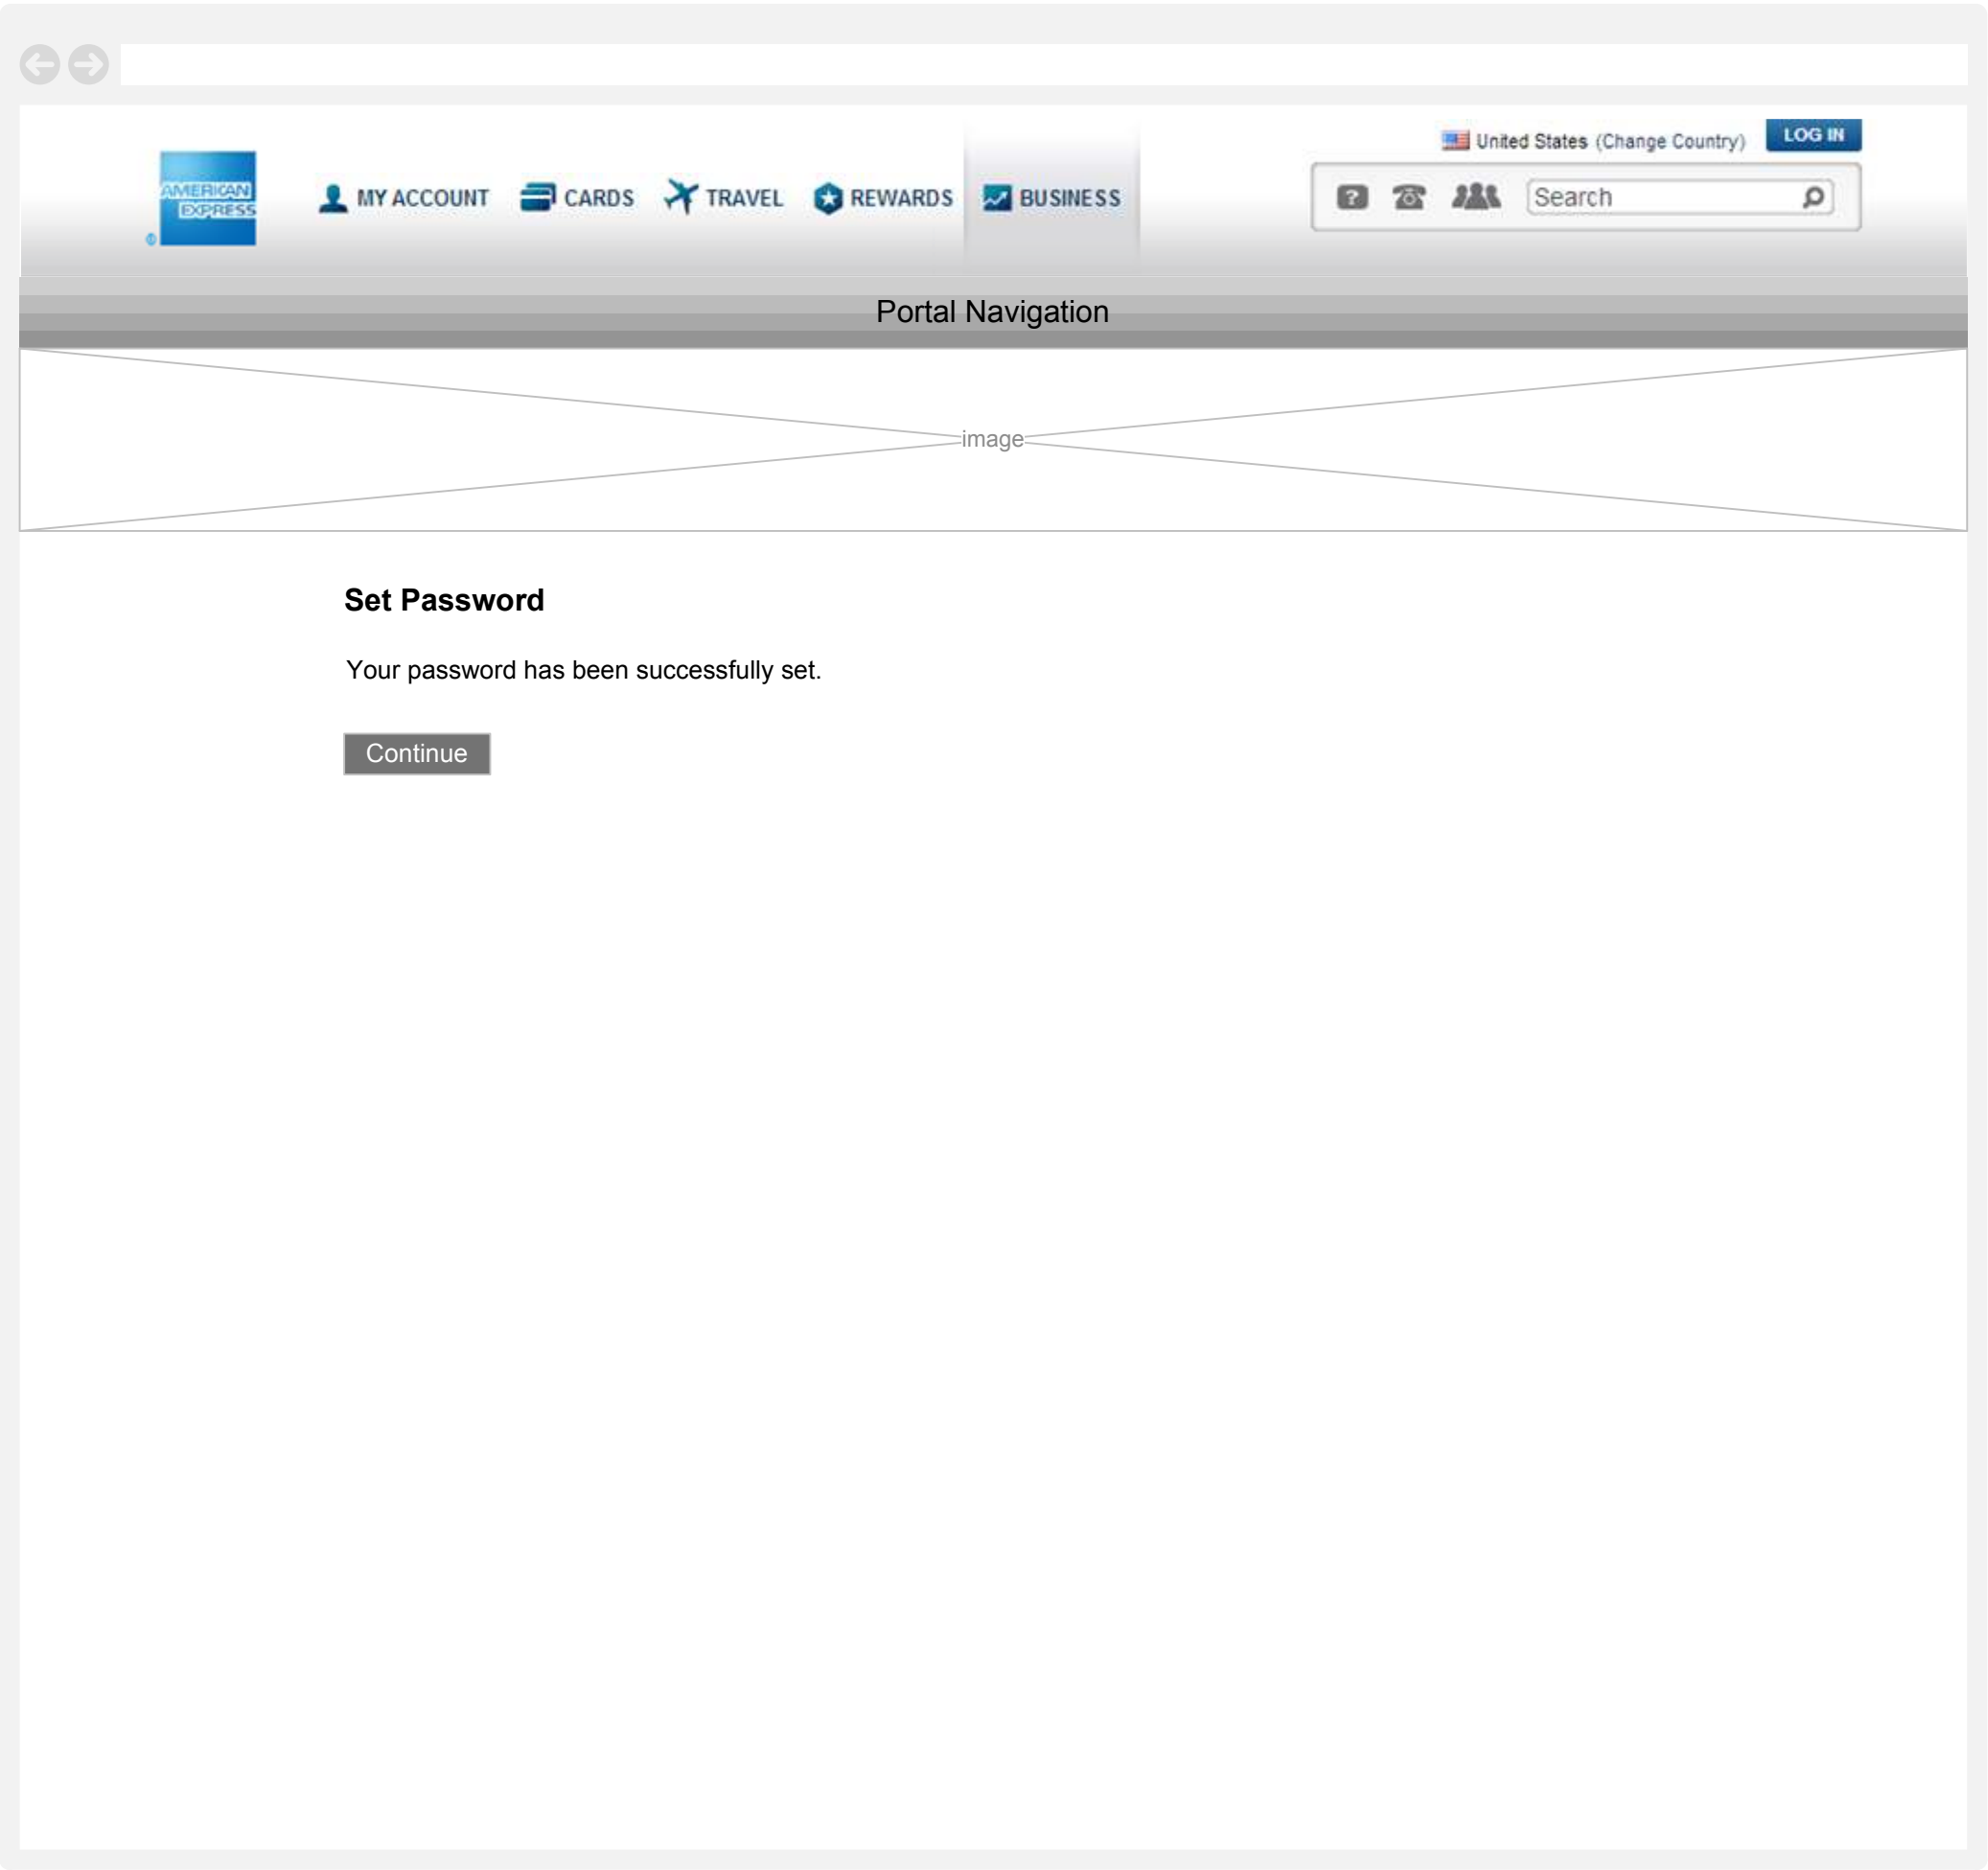 United States (Change Country)
LOG IN
AMERICAN
EXPRESS
®
MY ACCOUNT
CARDS
TRAVEL
REWARDS
BUSINESS
?
Search
Portal Navigation
image
Set Password
Your password has been successfully set.
Continue